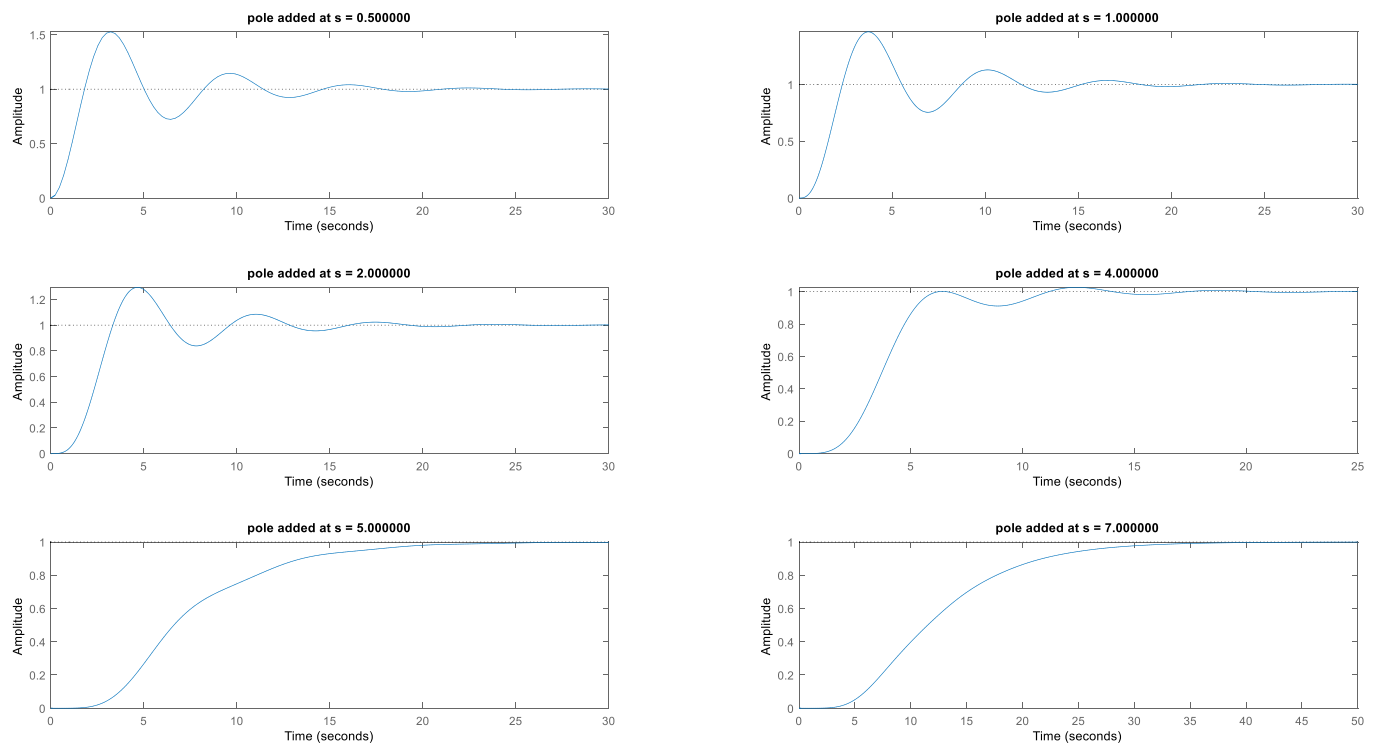 pole added at s = 0.500000
1.5
1
0.5
0
Amplitude
0 5 10 15 20 25 30
Time (seconds)
pole added at s = 1.000000
1
0.5
0
Amplitude
0 5 10 15 20 25 30
Time (seconds)
pole added at s = 2.000000
1.2
1
0.8
0.6
0.4
0.2
0
Amplitude
0 5 10 15 20 25 30
Time (seconds)
pole added at s = 4.000000
1
0.8
0.6
0.4
0.2
0
Amplitude
0 5 10 15 20 25
Time (seconds)
pole added at s = 5.000000
1
0.8
0.6
0.4
0.2
0
Amplitude
0 5 10 15 20 25 30
Time (seconds)
pole added at s = 7.000000
1
0.8
0.6
0.4
0.2
0
Amplitude
0 5 10 15 20 25 30 35 40 45 50
Time (seconds)